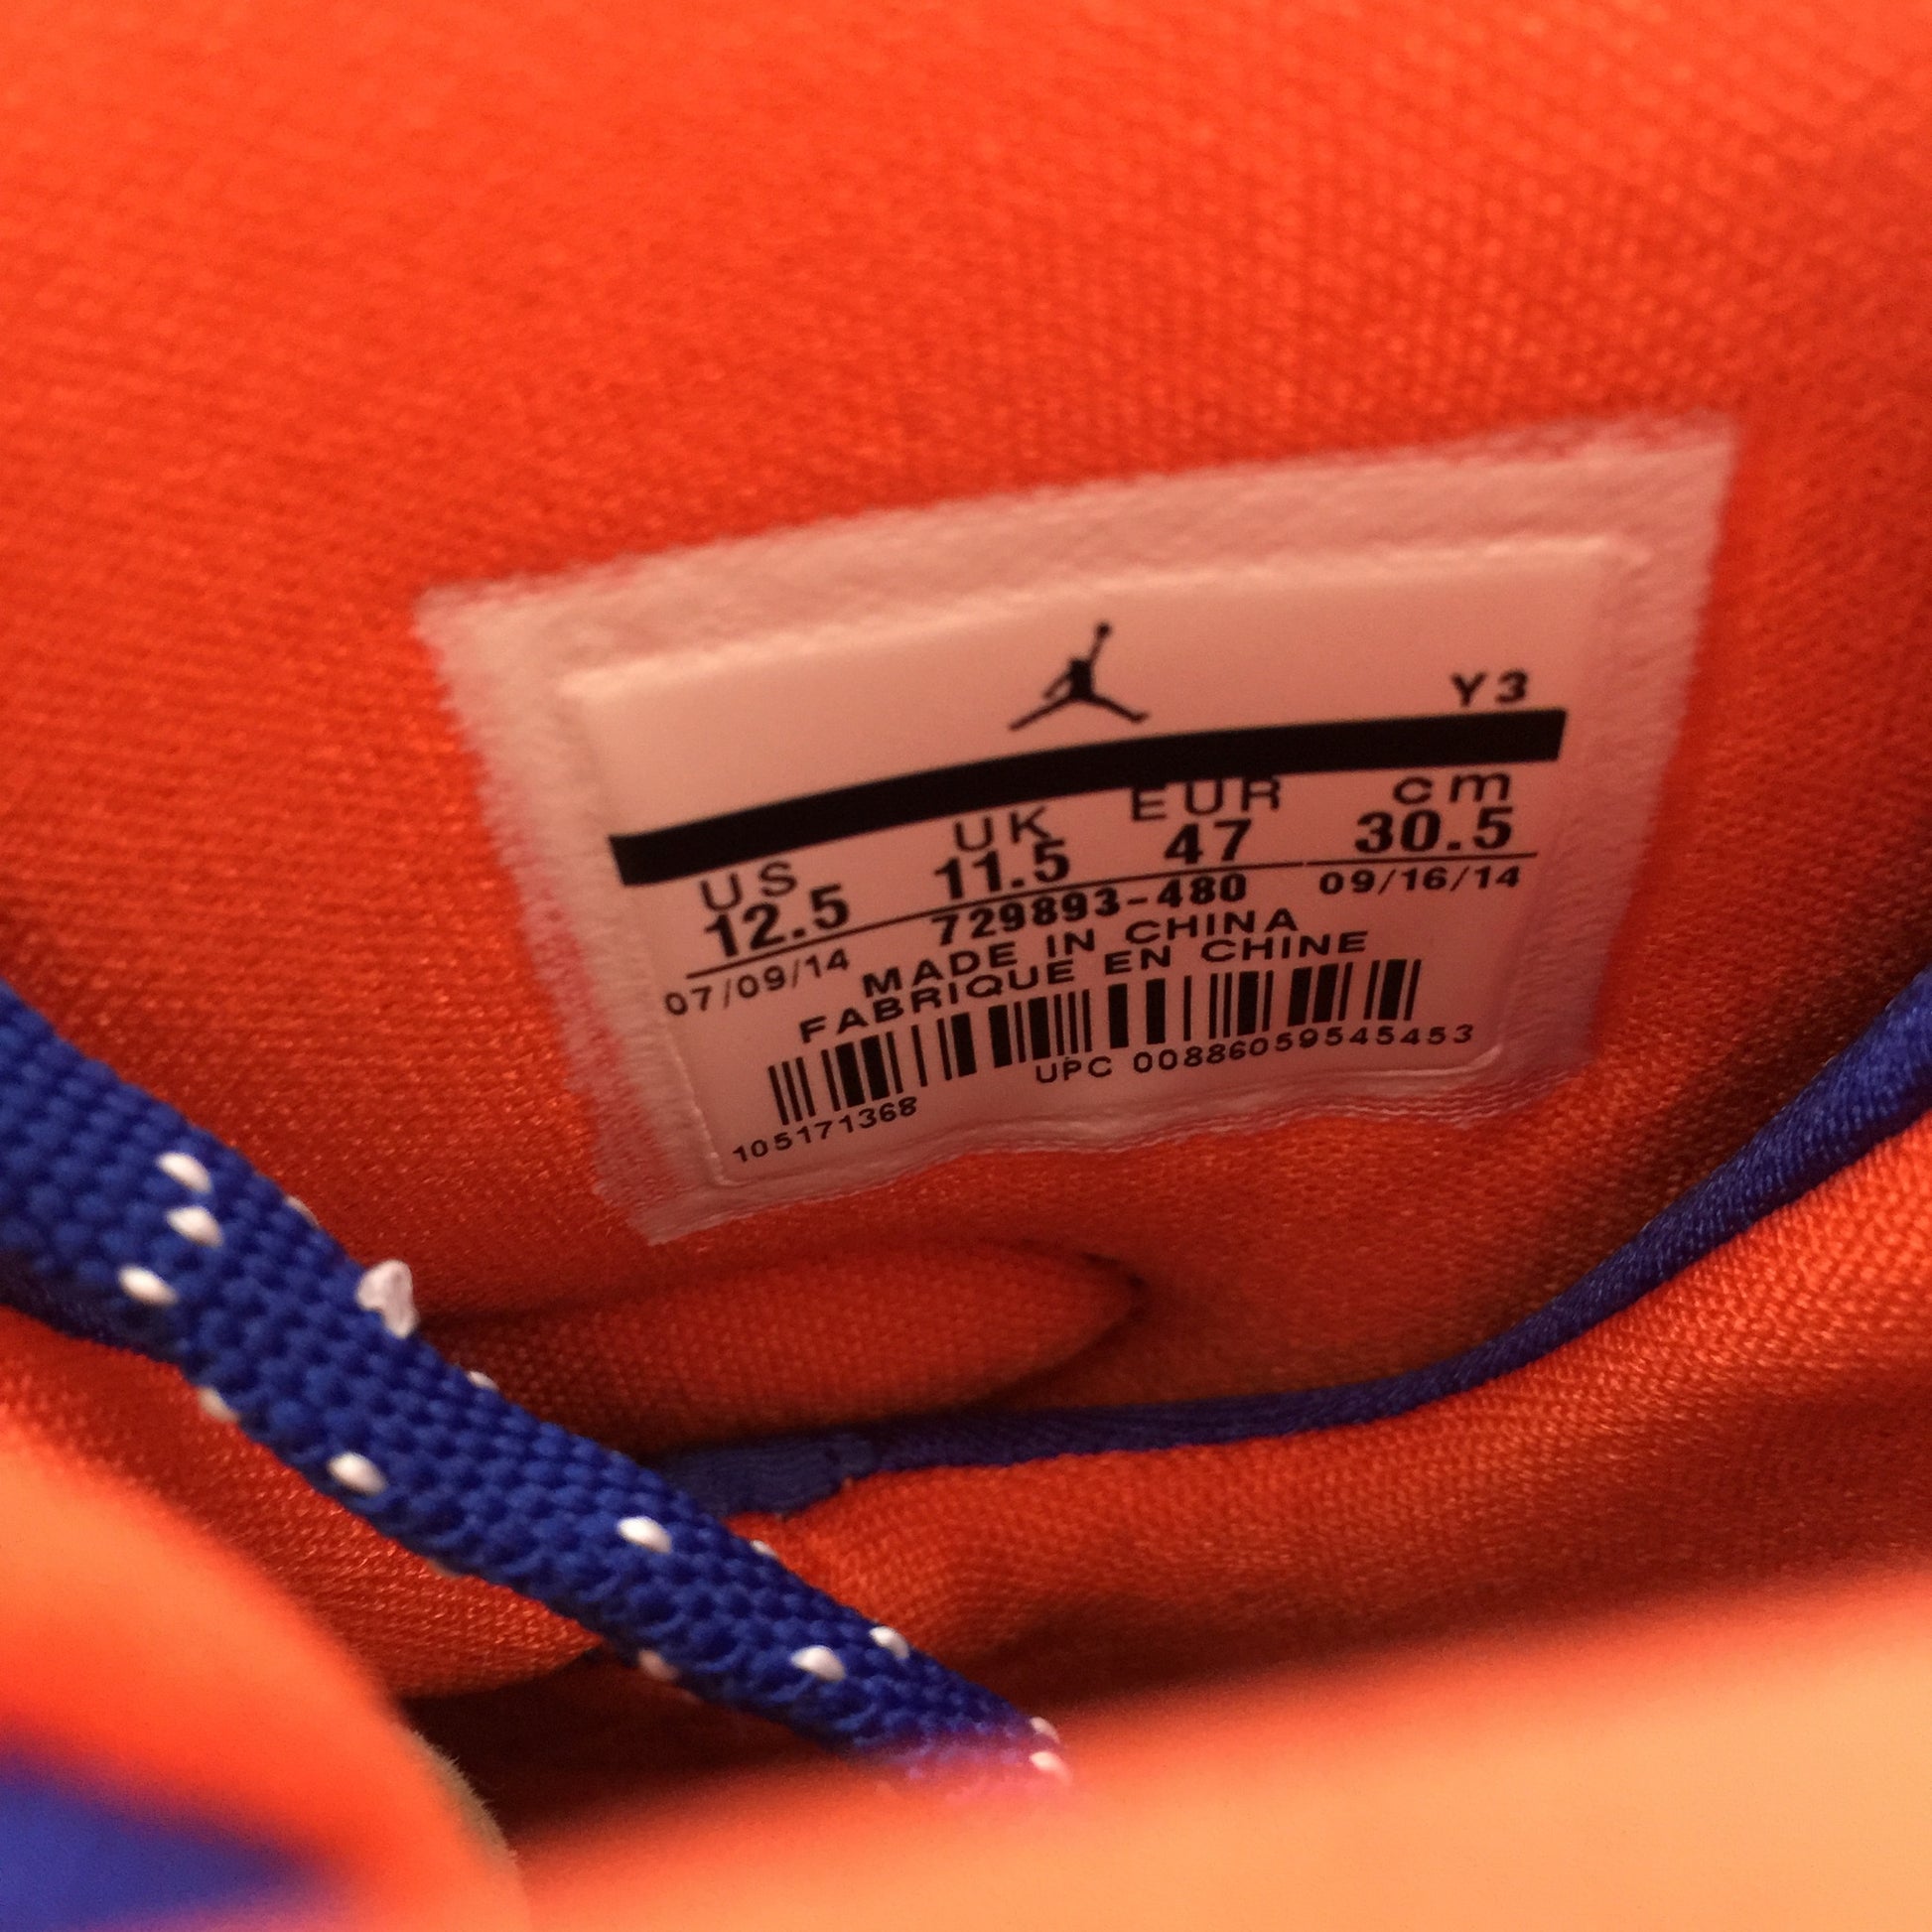 Y3
US UK EUR cm
12.5 11.5 47 30.5
07/09/14 729893-480 09/16/14
MADE IN CHINA
FABRIQUE EN CHINE
UPC 00886059545453
105171368